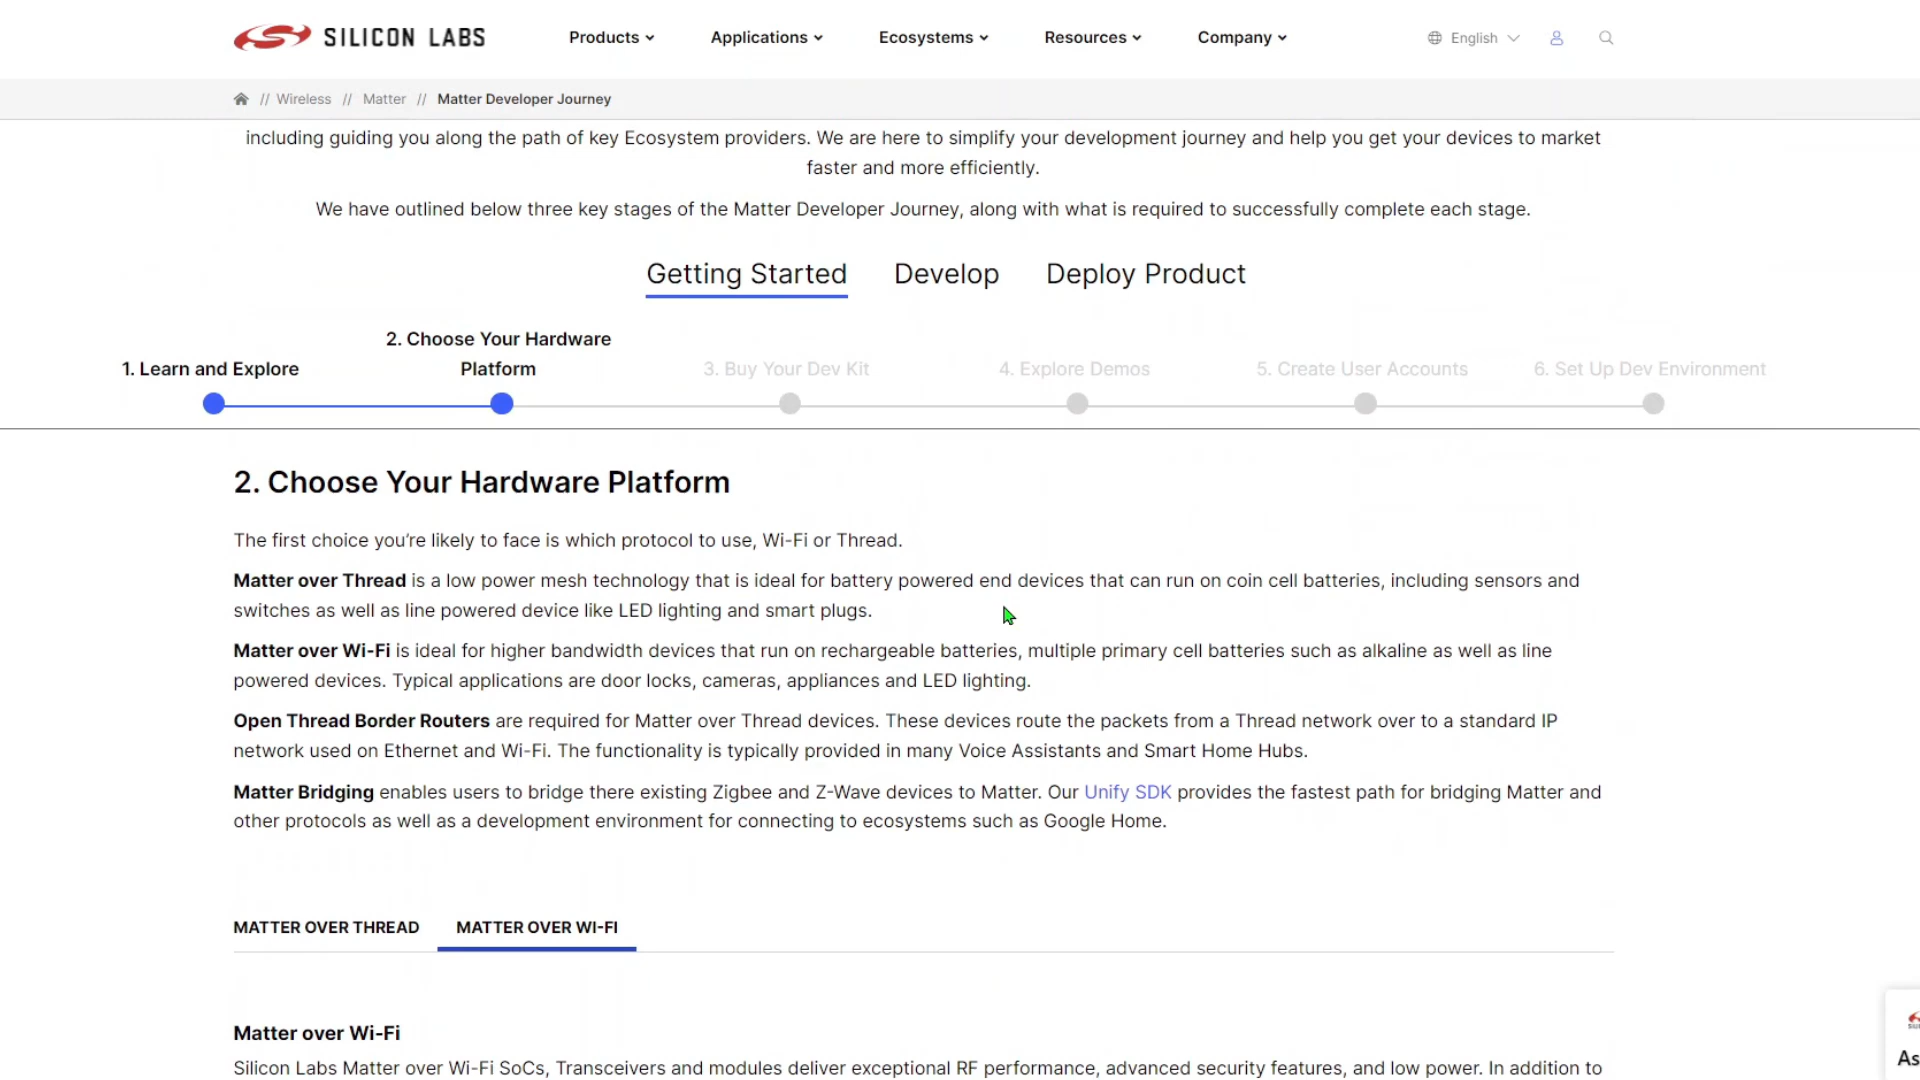 SILICON LABS
Products
Applications
Ecosystems
Resources
Company
English
// Wireless // Matter // Matter Developer Journey
including guiding you along the path of key Ecosystem providers. We are here to simplify your development journey and help you get your devices to market
faster and more efficiently.
We have outlined below three key stages of the Matter Developer Journey, along with what is required to successfully complete each stage.
Getting Started
Develop
Deploy Product
1. Learn and Explore
2. Choose Your Hardware
Platform
3. Buy Your Dev Kit
4. Explore Demos
5. Create User Accounts
6. Set Up Dev Environment
2. Choose Your Hardware Platform
The first choice you're likely to face is which protocol to use, Wi-Fi or Thread.
Matter over Thread is a low power mesh technology that is ideal for battery powered end devices that can run on coin cell batteries, including sensors and
switches as well as line powered device like LED lighting and smart plugs.
Matter over Wi-Fi is ideal for higher bandwidth devices that run on rechargeable batteries, multiple primary cell batteries such as alkaline as well as line
powered devices. Typical applications are door locks, cameras, appliances and LED lighting.
Open Thread Border Routers are required for Matter over Thread devices. These devices route the packets from a Thread network over to a standard IP
network used on Ethernet and Wi-Fi. The functionality is typically provided in many Voice Assistants and Smart Home Hubs.
Matter Bridging enables users to bridge there existing Zigbee and Z-Wave devices to Matter. Our Unify SDK provides the fastest path for bridging Matter and
other protocols as well as a development environment for connecting to ecosystems such as Google Home.
MATTER OVER THREAD
MATTER OVER WI-FI
Matter over Wi-Fi
Silicon Labs Matter over Wi-Fi SoCs, Transceivers and modules deliver exceptional RF performance, advanced security features, and low power. In addition to
As